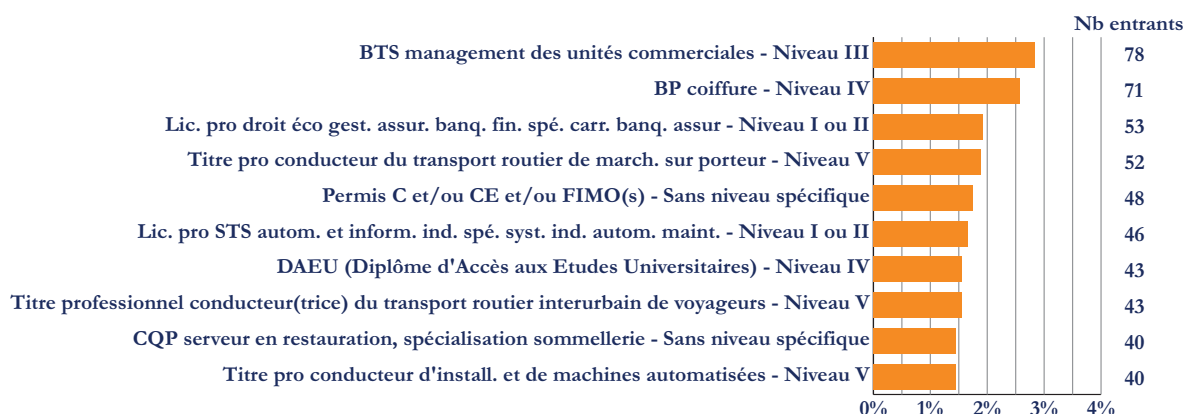 Nb entrants
BTS management des unités commerciales - Niveau III 78
BP coiffure - Niveau IV 71
Lic. pro droit éco gest. assur. banq. fin. spé. carr. banq. assur - Niveau I ou II 53
Titre pro conducteur du transport routier de march. sur porteur - Niveau V 52
Permis C et/ou CE et/ou FIMO(s) - Sans niveau spécifique 48
Lic. pro STS autom. et inform. ind. spé. syst. ind. autom. maint. - Niveau I ou II 46
DAEU (Diplôme d'Accès aux Etudes Universitaires) - Niveau IV 43
Titre professionnel conducteur(trice) du transport routier interurbain de voyageurs - Niveau V 43
CQP serveur en restauration, spécialisation sommellerie - Sans niveau spécifique 40
Titre pro conducteur d'install. et de machines automatisées - Niveau V 40
0% 1% 2% 3% 4%